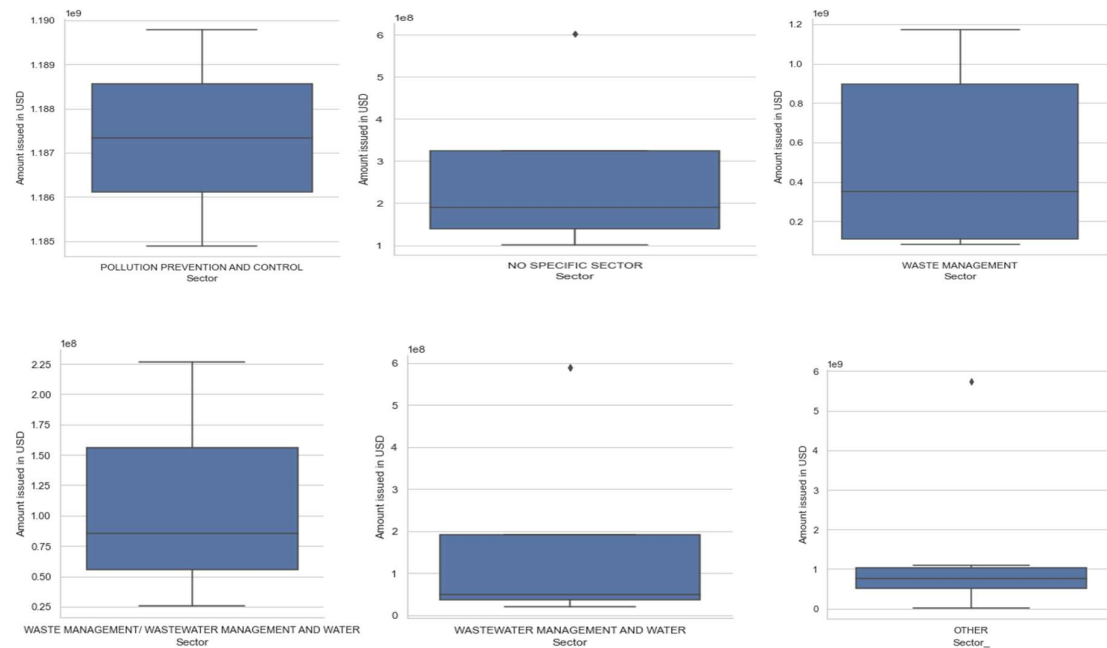 1e9
1.190
1.189
1.188
1.187
1.186
1.185
Amount issued in USD
POLLUTION PREVENTION AND CONTROL
Sector
1e8
6
5
4
3
2
1
Amount issued in USD
NO SPECIFIC SECTOR
Sector
1e9
1.2
1.0
0.8
0.6
0.4
0.2
Amount issued in USD
WASTE MANAGEMENT
Sector
1e8
2.25
2.00
1.75
1.50
1.25
1.00
0.75
0.50
0.25
Amount issued in USD
WASTE MANAGEMENT/ WASTEWATER MANAGEMENT AND WATER
Sector
1e8
6
5
4
3
2
1
0
Amount issued in USD
WASTEWATER MANAGEMENT AND WATER
Sector
1e9
6
5
4
3
2
1
0
Amount issued in USD
OTHER
Sector_